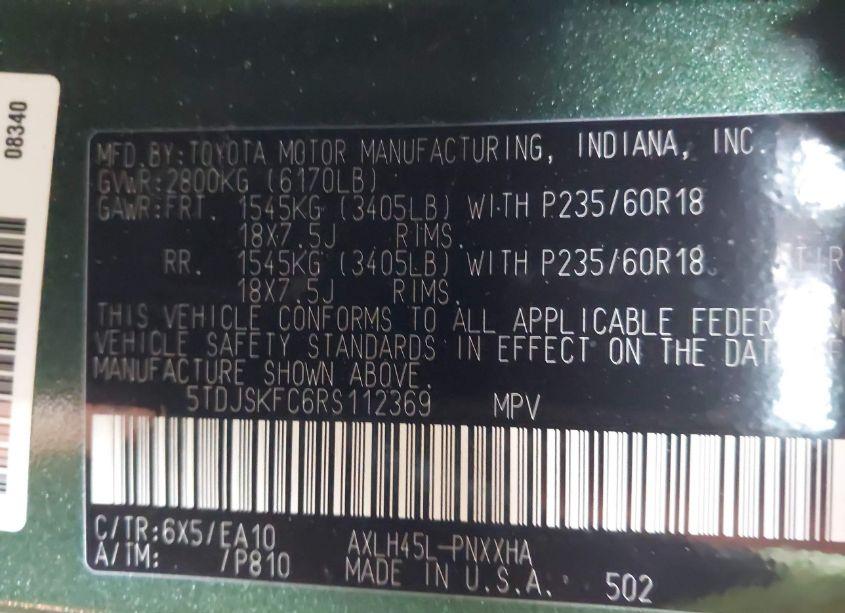 08340
MFD.BY:TOYOTA MOTOR MANUFACTURING, INDIANA, INC.
GVWR:2800KG (6170LB)
GAWR:FRT. 1545KG (3405LB) WITH P235/60R18
18X7.5J RIMS.
RR. 1545KG (3405LB) WITH P235/60R18 TIR
18X7.5J RIMS.
THIS VEHICLE CONFORMS TO ALL APPLICABLE FEDER
VEHICLE SAFETY STANDARDS IN EFFECT ON THE DAT
MANUFACTURE SHOWN ABOVE.
5TDJSKFC6RS112369 MPV
C/TR:6X5/EA10 AXLH45L-PNXXHA
A/TM: /P810 MADE IN U.S.A. 502